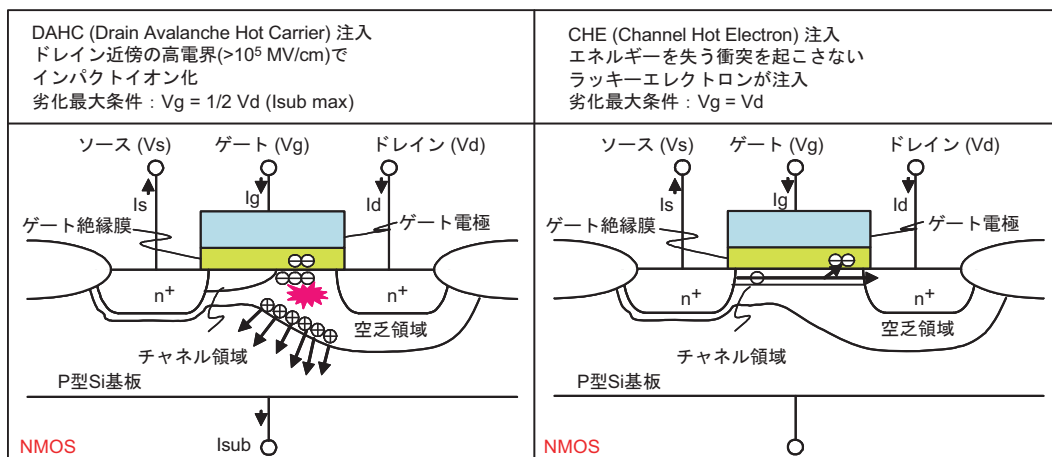 DAHC (Drain Avalanche Hot Carrier) 注入
ドレイン近傍の高電界(>10⁵ MV/cm)で
インパクトイオン化
劣化最大条件：Vg = 1/2 Vd (Isub max)
ソース (Vs)
ゲート (Vg)
ドレイン (Vd)
Is
Ig
Id
ゲート絶縁膜
ゲート電極
n⁺
n⁺
空乏領域
チャネル領域
P型Si基板
Isub
NMOS
CHE (Channel Hot Electron) 注入
エネルギーを失う衝突を起こさない
ラッキーエレクトロンが注入
劣化最大条件：Vg = Vd
ソース (Vs)
ゲート (Vg)
ドレイン (Vd)
Is
Ig
Id
ゲート絶縁膜
ゲート電極
n⁺
n⁺
空乏領域
チャネル領域
P型Si基板
NMOS